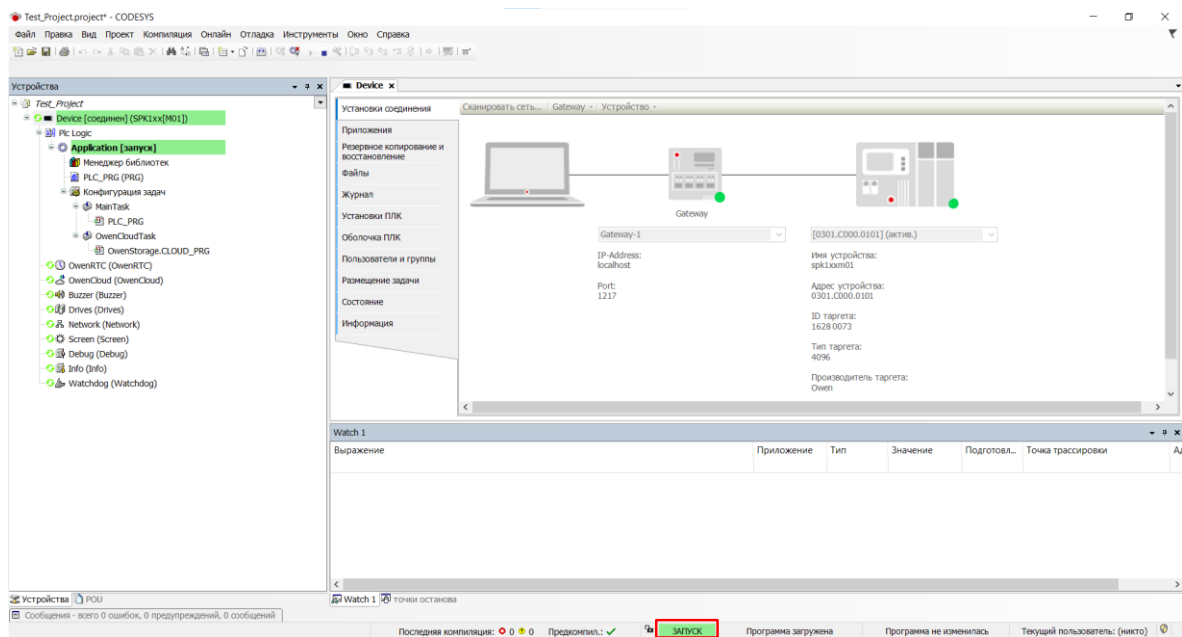 Test_Project.project* - CODESYS
Файл Правка Вид Проект Компиляция Онлайн Отладка Инструменты Окно Справка
Устройства
Test_Project
Device [соединен] (SPK1xx[M01])
Plc Logic
Application [запуск]
Менеджер библиотек
PLC_PRG (PRG)
Конфигурация задач
MainTask
PLC_PRG
OwenCloudTask
OwenStorage.CLOUD_PRG
OwenRTC (OwenRTC)
OwenCloud (OwenCloud)
Buzzer (Buzzer)
Drives (Drives)
Network (Network)
Screen (Screen)
Debug (Debug)
Info (Info)
Watchdog (Watchdog)
Устройства POU
Device
Установки соединения
Приложения
Резервное копирование и
восстановление
Файлы
Журнал
Установки ПЛК
Оболочка ПЛК
Пользователи и группы
Размещение задачи
Состояние
Информация
Сканировать сеть... Gateway Устройство
Gateway
Gateway-1
IP-Address:
localhost
Port:
1217
[0301.C000.0101] (актив.)
Имя устройства:
spk1xxm01
Адрес устройства:
0301.C000.0101
ID таргета:
1628 0073
Тип таргета:
4096
Производитель таргета:
Owen
Watch 1
Выражение Приложение Тип Значение Подготовл... Точка трассировки Ад
Watch 1 точки останова
Сообщения - всего 0 ошибок, 0 предупреждений, 0 сообщений
Последняя компиляция: 0 0 Предкомпил.: ЗАПУСК Программа загружена Программа не изменилась Текущий пользователь: (никто)